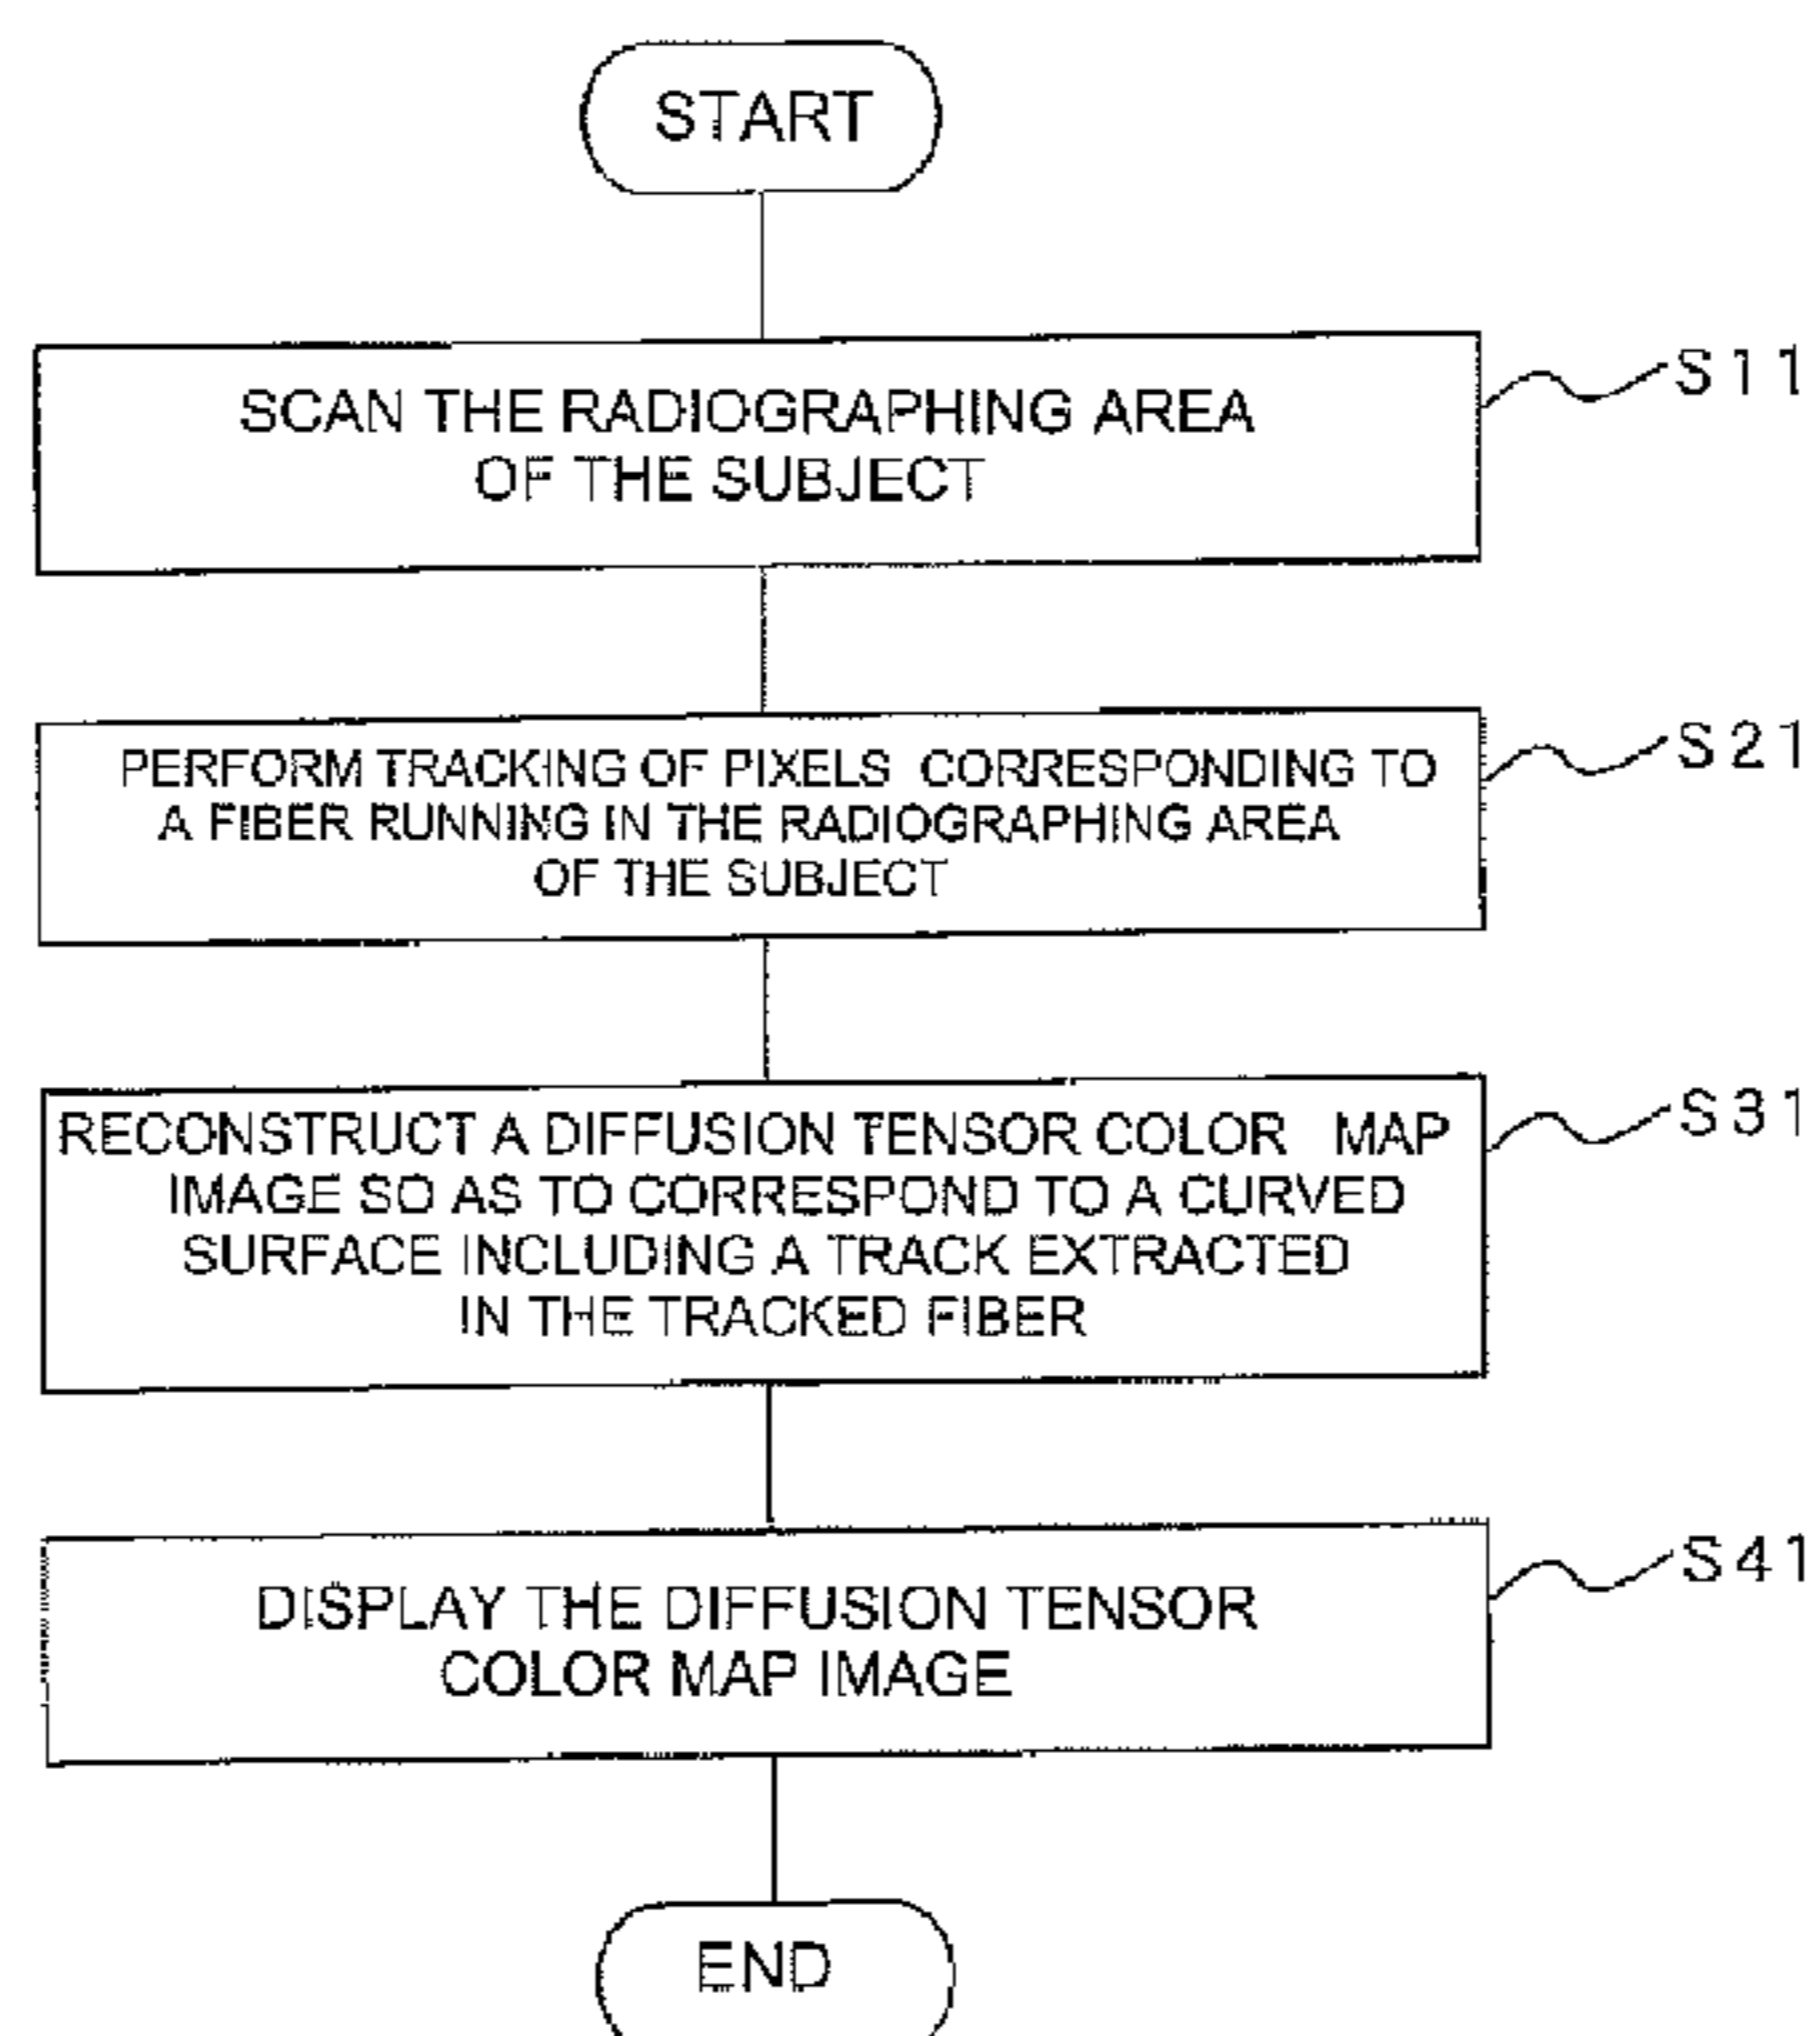 START
SCAN THE RADIOGRAPHING AREA
OF THE SUBJECT
S11
PERFORM TRACKING OF PIXELS CORRESPONDING TO
A FIBER RUNNING IN THE RADIOGRAPHING AREA
OF THE SUBJECT
S21
RECONSTRUCT A DIFFUSION TENSOR COLOR MAP
IMAGE SO AS TO CORRESPOND TO A CURVED
SURFACE INCLUDING A TRACK EXTRACTED
IN THE TRACKED FIBER
S31
DISPLAY THE DIFFUSION TENSOR
COLOR MAP IMAGE
S41
END